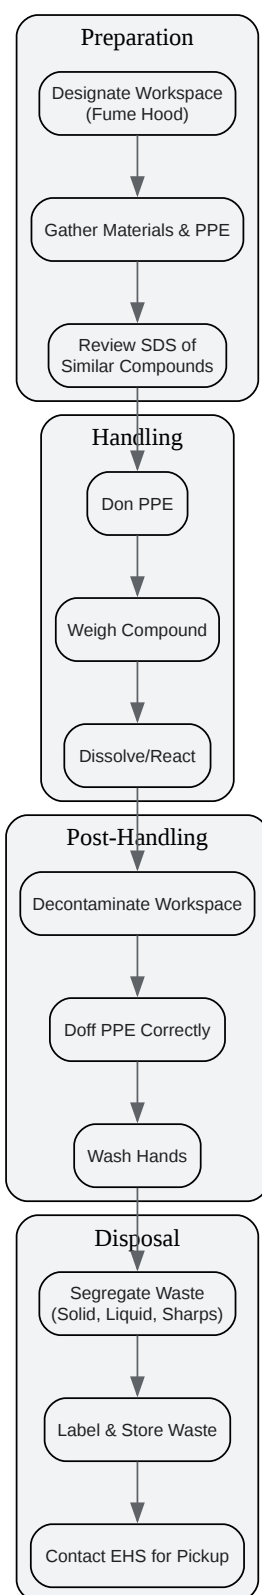 Preparation
Designate Workspace
(Fume Hood)
Gather Materials & PPE
Review SDS of
Similar Compounds
Handling
Don PPE
Weigh Compound
Dissolve/React
Post-Handling
Decontaminate Workspace
Doff PPE Correctly
Wash Hands
Disposal
Segregate Waste
(Solid, Liquid, Sharps)
Label & Store Waste
Contact EHS for Pickup